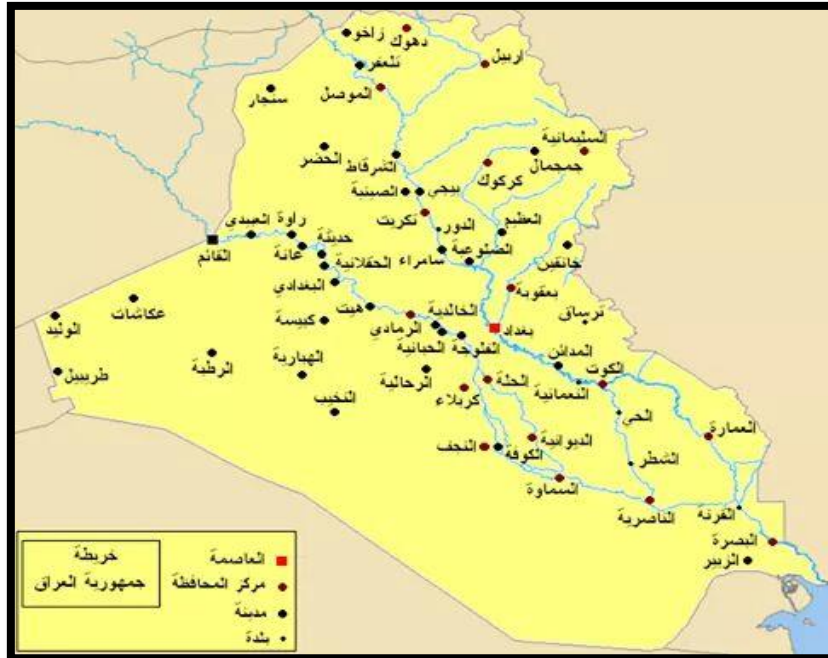 زاخو
دهوك
اربيل
تلعفر
الموصل
سنجار
السليمانية
جمجمال
كركوك
الشرقاط
الحضر
بيجي
الصينية
تكريت
الدور
العظيم
الضلوعية
سامراء
خانقين
العبيدي
راوة
القائم
عانة
حديثة
الحقلانية
البغدادي
هيت
الخالدية
بعقوبة
ترساق
بغداد
عكاشات
الوليد
كبيسة
الرمادي
الحبانية
الفلوجة
المدائن
الرطبة
طريبيل
الهبارية
الرحالية
الحلة
النعمانية
الكوت
كربلاء
النخيب
الحي
العمارة
النجف
الكوفة
الديوانية
الشطر
السماوة
الناصرية
القرنة
البصرة
الزبير
خريطة
جمهورية العراق
العاصمة
مركز المحافظة
مدينة
بلدة